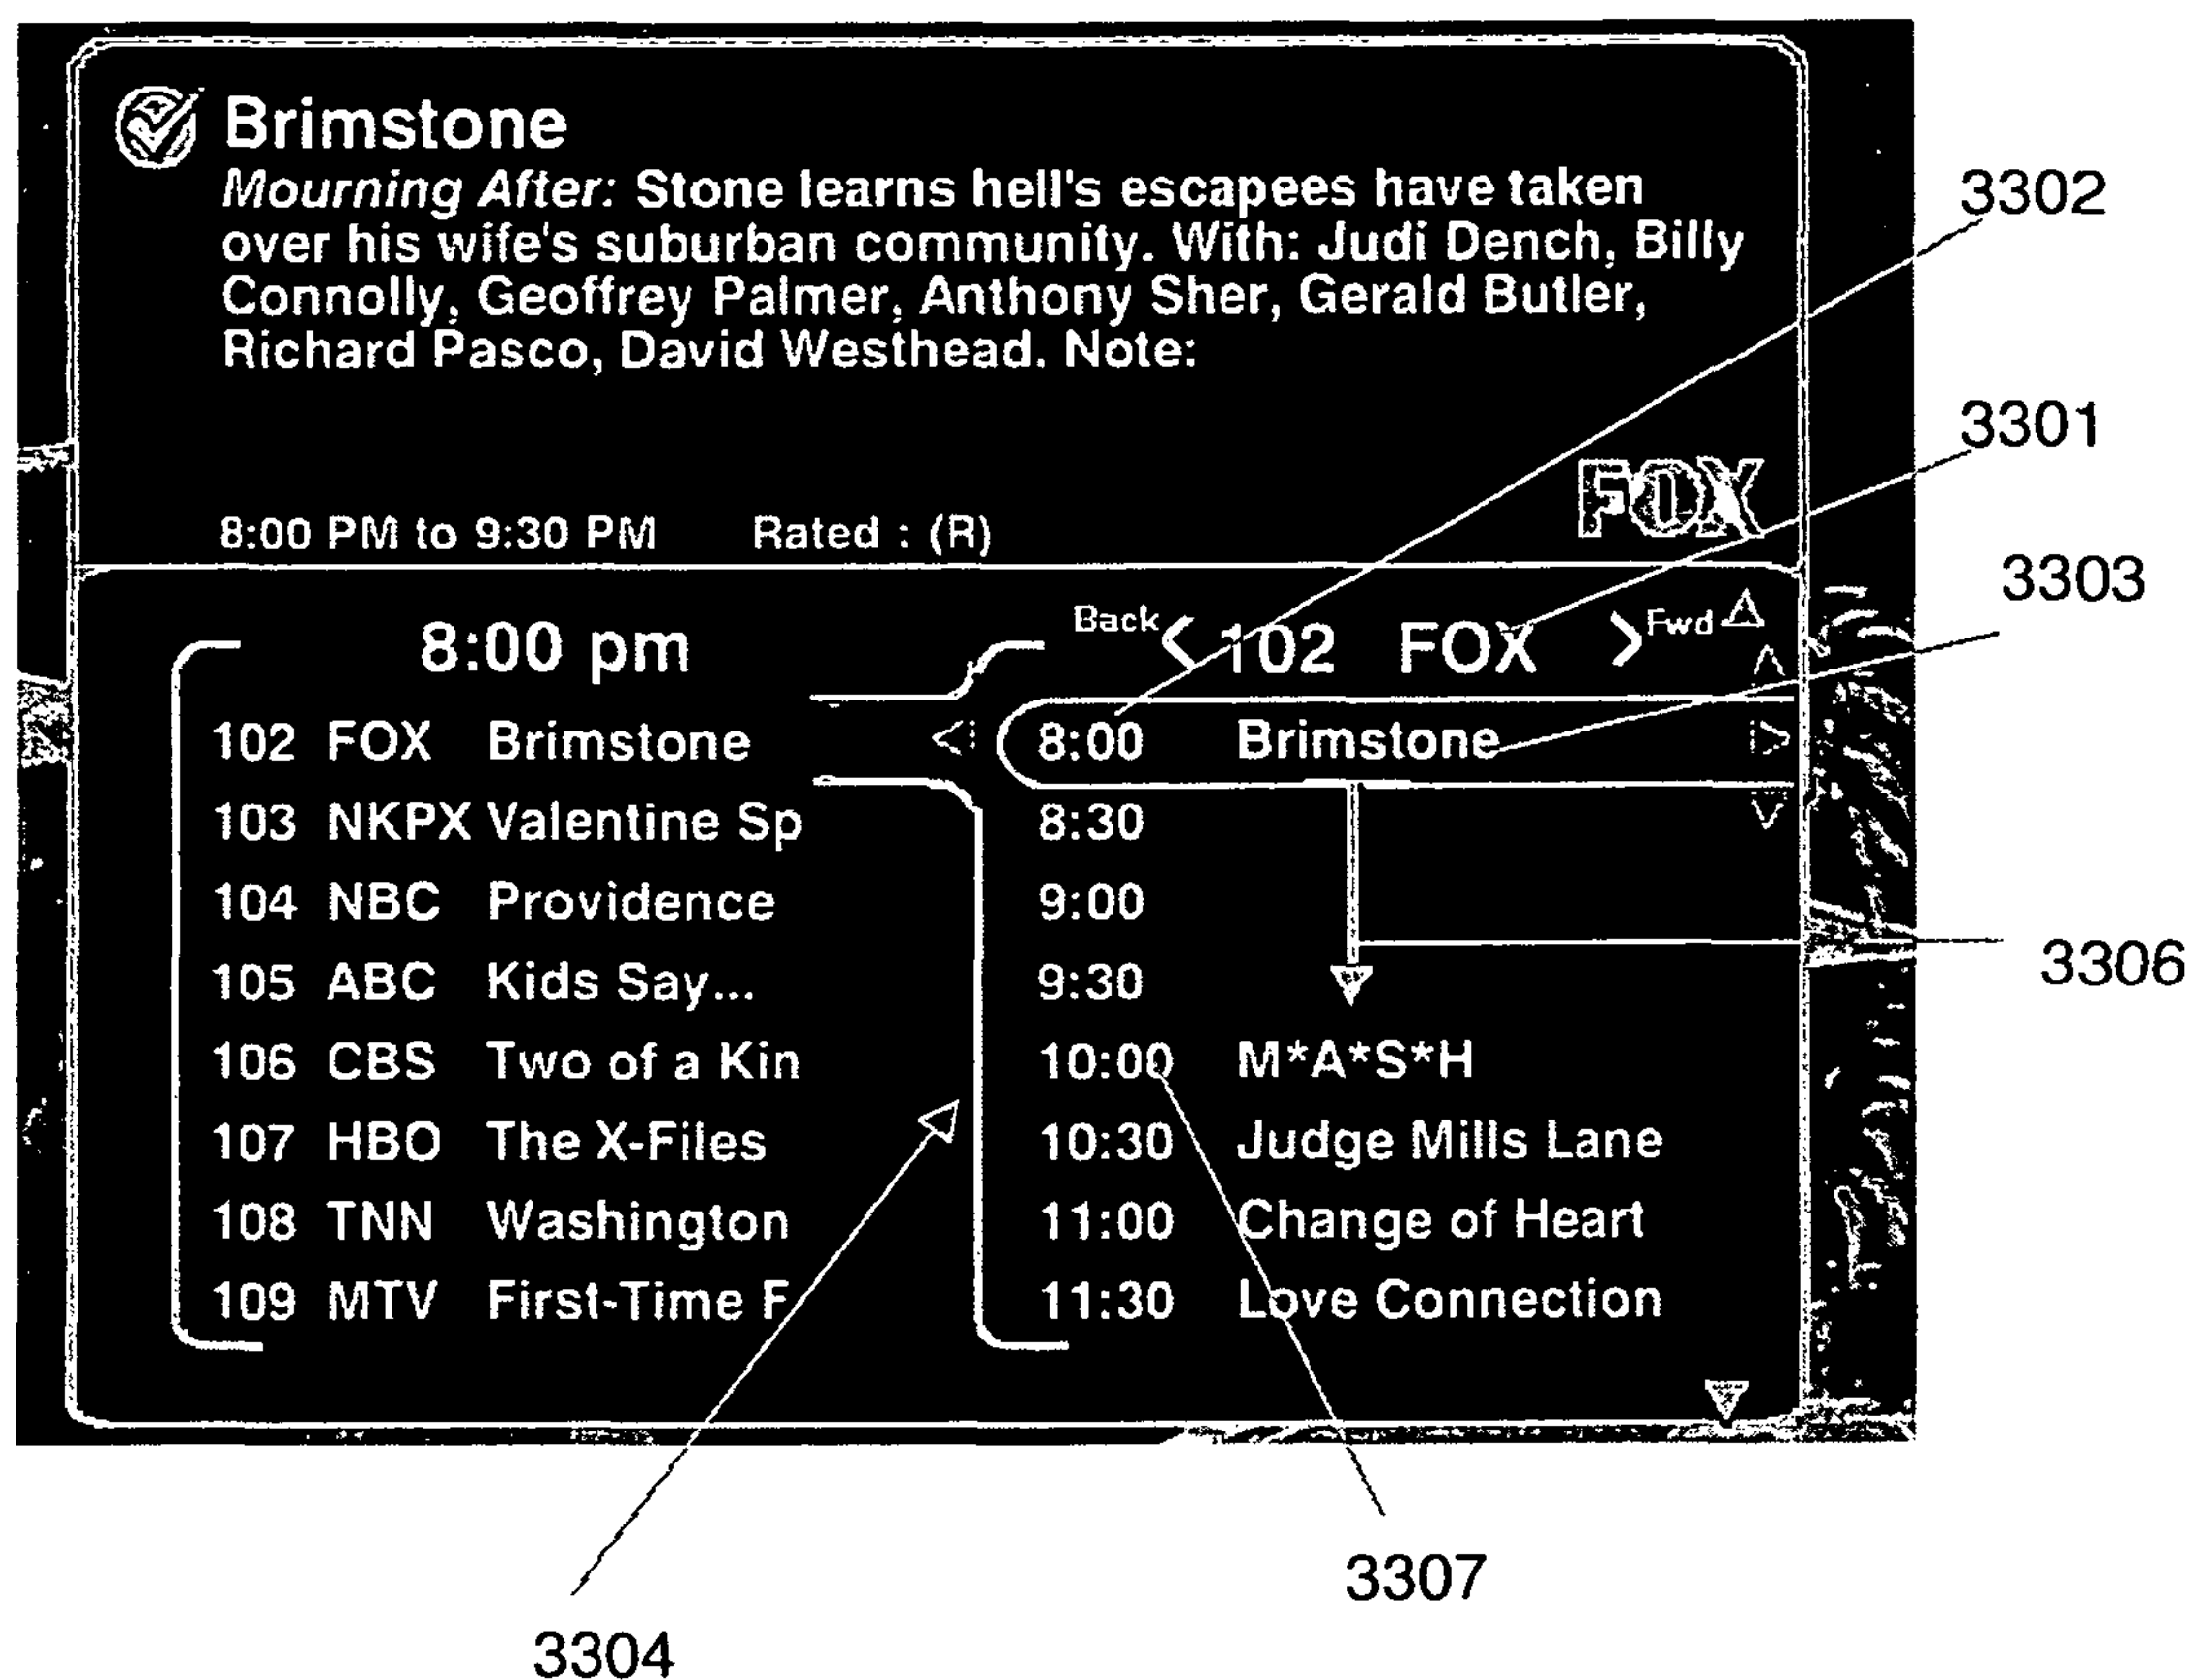 Brimstone
Mourning After: Stone learns hell's escapees have taken
over his wife's suburban community. With: Judi Dench, Billy
Connolly, Geoffrey Palmer, Anthony Sher, Gerald Butler,
Richard Pasco, David Westhead. Note:
FOX
8:00 PM to 9:30 PM Rated : (R)
8:00 pm
102 FOX Brimstone
103 NKPX Valentine Sp
104 NBC Providence
105 ABC Kids Say...
106 CBS Two of a Kin
107 HBO The X-Files
108 TNN Washington
109 MTV First-Time F
Back < 102 FOX > Fwd
8:00 Brimstone
8:30
9:00
9:30
10:00 M*A*S*H
10:30 Judge Mills Lane
11:00 Change of Heart
11:30 Love Connection
3302
3301
3303
3306
3307
3304